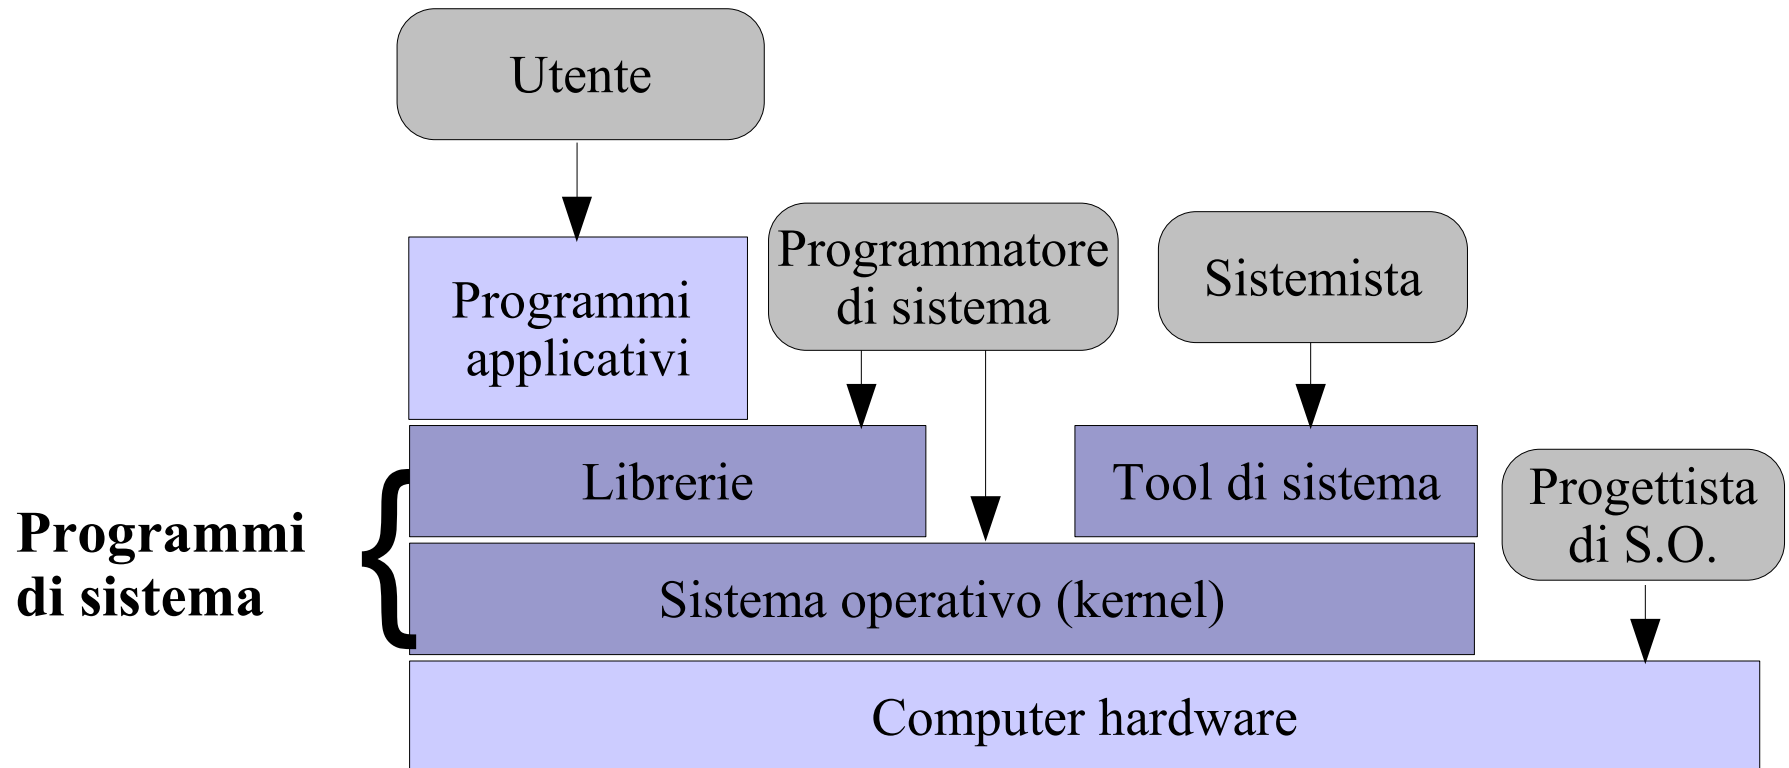 Utente
Programmatore
di sistema
Sistemista
Programmi
applicativi
Librerie
Tool di sistema
Progettista
di S.O.
Programmi
di sistema
Sistema operativo (kernel)
Computer hardware